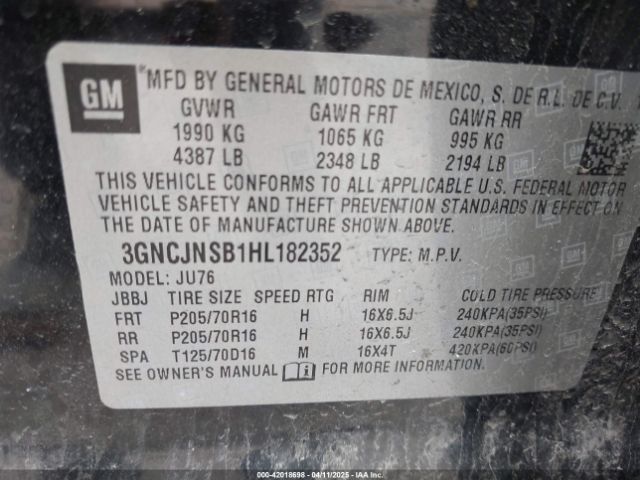 GM
MFD BY GENERAL MOTORS DE MEXICO, S. DE R.L. DE C.V.
GVWR GAWR FRT GAWR RR
1990 KG 1065 KG 995 KG
4387 LB 2348 LB 2194 LB
THIS VEHICLE CONFORMS TO ALL APPLICABLE U.S. FEDERAL MOTOR
VEHICLE SAFETY AND THEFT PREVENTION STANDARDS IN EFFECT ON
THE DATE OF MANUFACTURE SHOWN ABOVE.
3GNCJNSB1HL182352 TYPE: M.P.V.
MODEL: JU76
JBBJ TIRE SIZE SPEED RTG RIM COLD TIRE PRESSURE
FRT P205/70R16 H 16X6.5J 240KPA(35PSI)
RR P205/70R16 H 16X6.5J 240KPA(35PSI)
SPA T125/70D16 M 16X4T 420KPA(60PSI)
SEE OWNER'S MANUAL FOR MORE INFORMATION.
000-42018698 - 04/11/2025 - IAAI.COM